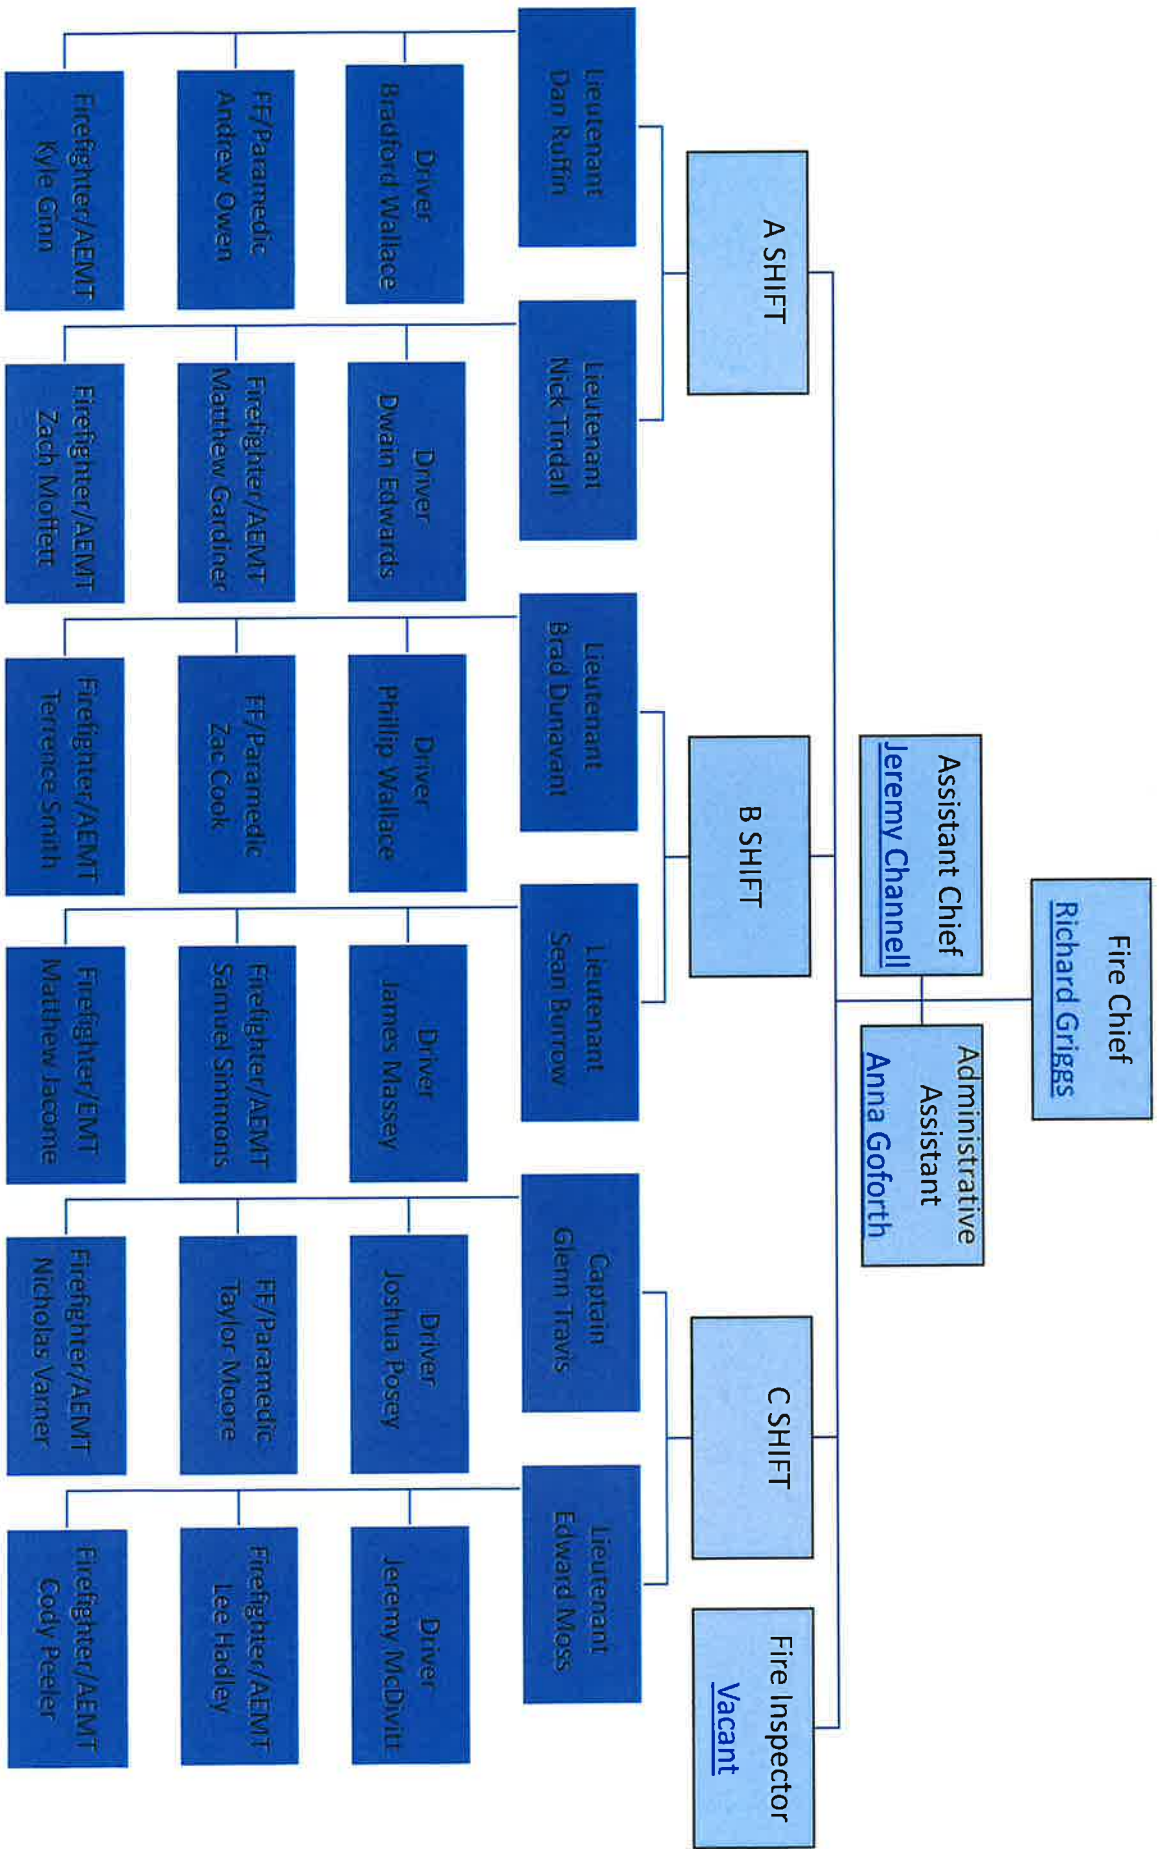 Fire Chief
Richard Griggs
Assistant Chief
Jeremy Channell
Administrative
Assistant
Anna Goforth
A SHIFT
B SHIFT
C SHIFT
Fire Inspector
Vacant
Lieutenant
Dan Ruffin
Lieutenant
Nick Tindall
Lieutenant
Brad Dunavant
Lieutenant
Sean Burrow
Captain
Glenn Travis
Lieutenant
Edward Moss
Driver
Bradford Wallace
Driver
Dwain Edwards
Driver
Phillip Wallace
Driver
James Massey
Driver
Joshua Posey
Driver
Jeremy McDivitt
FF/Paramedic
Andrew Owen
Firefighter/AEMT
Matthew Gardiner
FF/Paramedic
Zac Cook
Firefighter/AEMT
Samuel Simmons
FF/Paramedic
Taylor Moore
Firefighter/AEMT
Lee Hadley
Firefighter/AEMT
Kyle Ginn
Firefighter/AEMT
Zach Moffett
Firefighter/AEMT
Terrence Smith
Firefighter/EMT
Matthew Jacome
Firefighter/AEMT
Nicholas Varner
Firefighter/AEMT
Cody Peeler